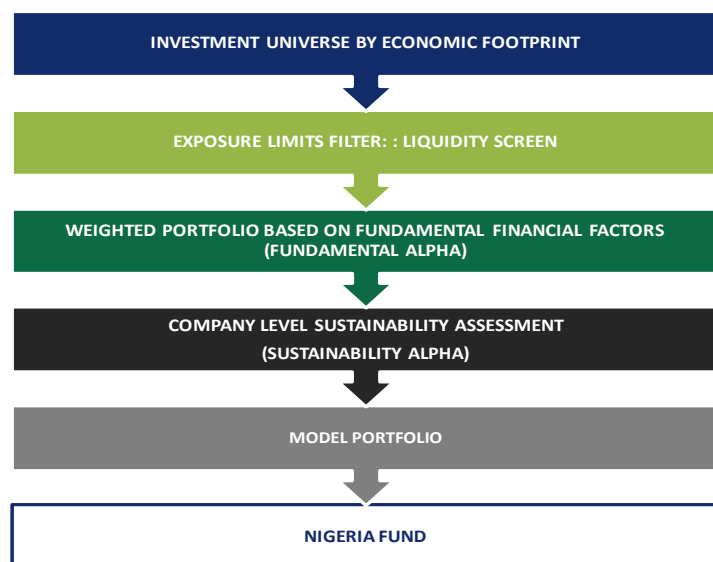 INVESTMENT UNIVERSE BY ECONOMIC FOOTPRINT
EXPOSURE LIMITS FILTER: : LIQUIDITY SCREEN
WEIGHTED PORTFOLIO BASED ON FUNDAMENTAL FINANCIAL FACTORS
(FUNDAMENTAL ALPHA)
COMPANY LEVEL SUSTAINABILITY ASSESSMENT
(SUSTAINABILITY ALPHA)
MODEL PORTFOLIO
NIGERIA FUND